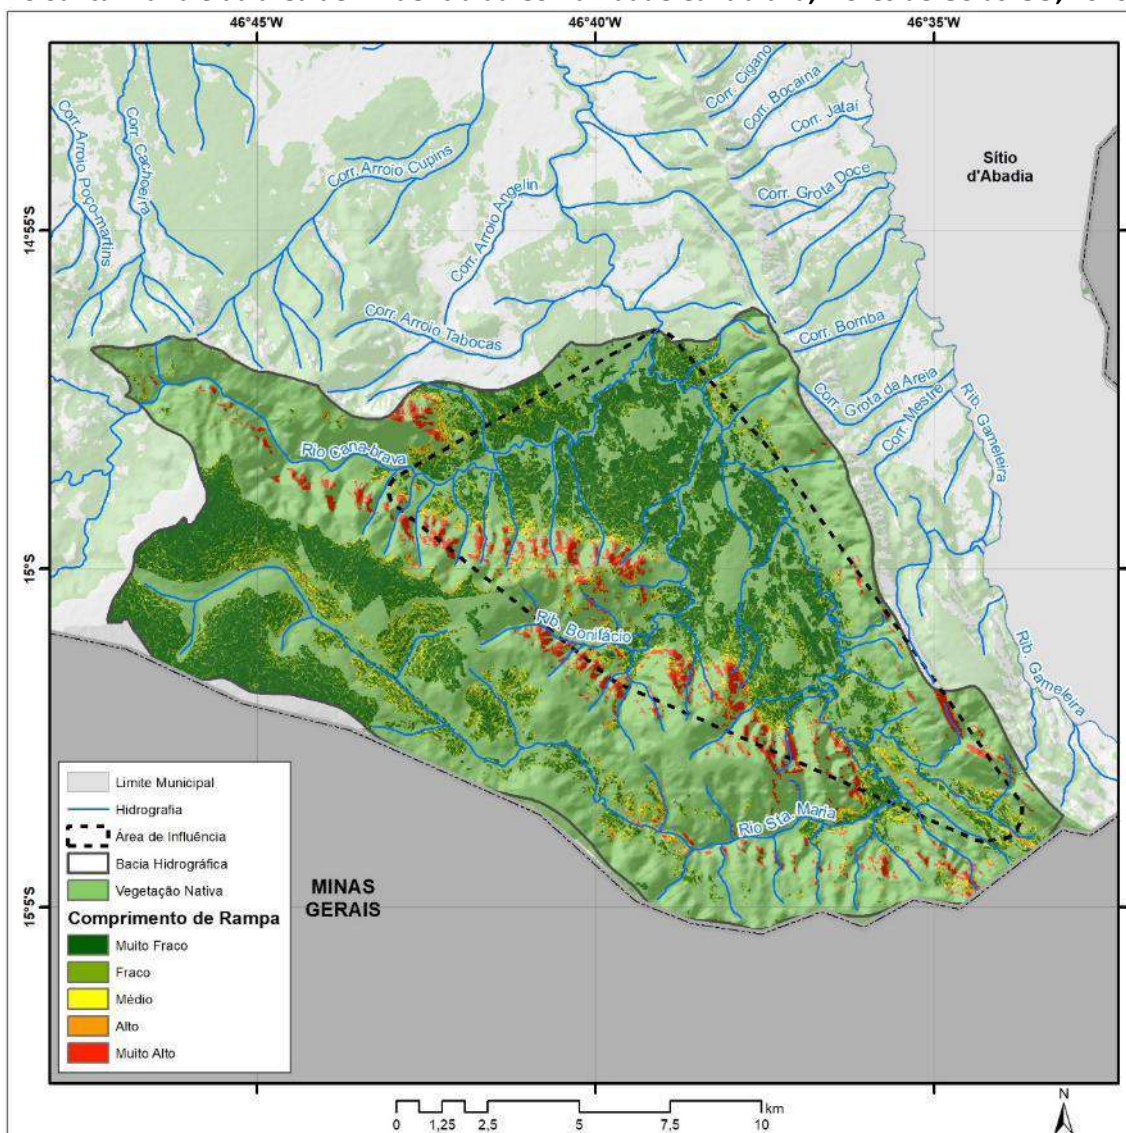 46°45'W
46°40'W
46°35'W
Corr. Arroio Poço-martins
Corr. Cachoeira
Corr. Arroio Cupins
Corr. Arroio Angelin
Corr. Arroio Tabocas
Corr. Cigano
Corr. Bocaina
Corr. Jataí
Corr. Grota Doce
Sítio
d'Abadia
14°55'S
Corr. Bomba
Corr. Grota da Areia
Corr. Mestre
Rib. Gameleira
Rio cana-brava
15°S
Rib. Bonifácio
Rib. Gameleira
Rio Sta. Maria
15°5'S
MINAS
GERAIS
Limite Municipal
Hidrografia
Área de Influência
Bacia Hidrográfica
Vegetação Nativa
Comprimento de Rampa
Muito Fraco
Fraco
Médio
Alto
Muito Alto
km
0 1,25 2,5 5 7,5 10
N